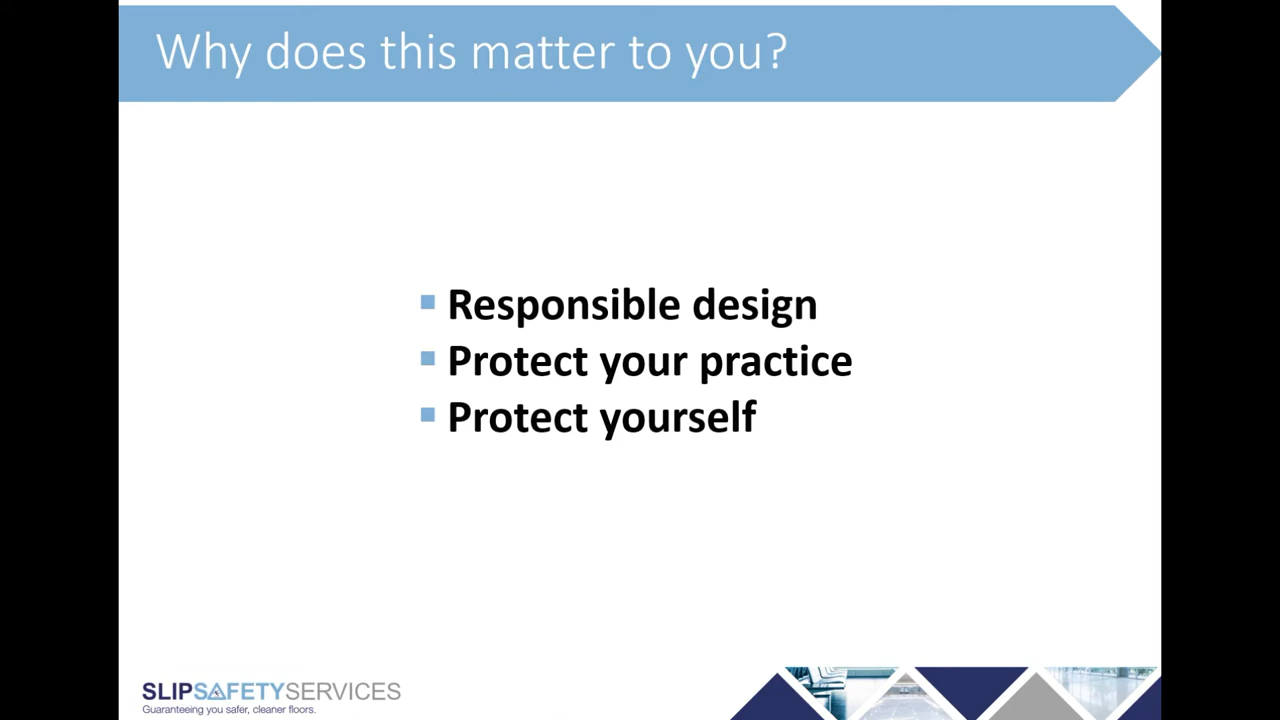 Why does this matter to you?
Responsible design
Protect your practice
Protect yourself
SLIPSAFETYSERVICES
Guaranteeing you safer, cleaner floors.